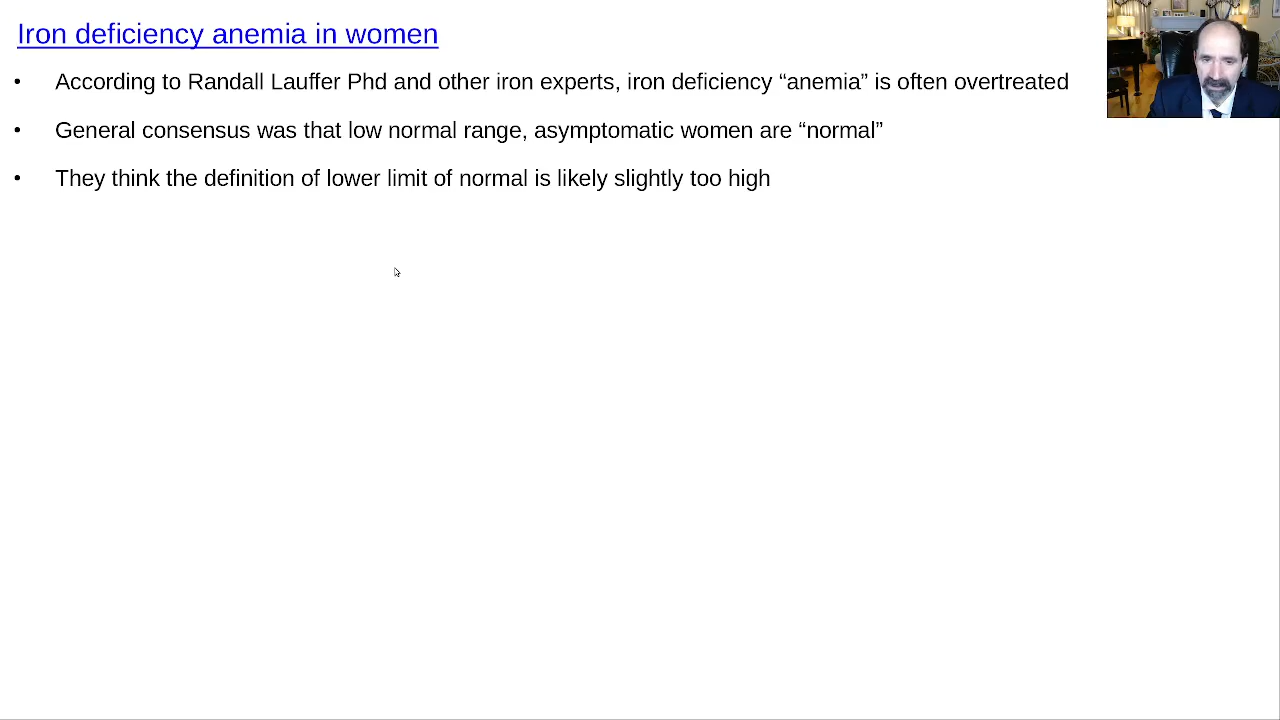 Iron deficiency anemia in women
• According to Randall Lauffer Phd and other iron experts, iron deficiency “anemia” is often overtreated
• General consensus was that low normal range, asymptomatic women are “normal”
• They think the definition of lower limit of normal is likely slightly too high